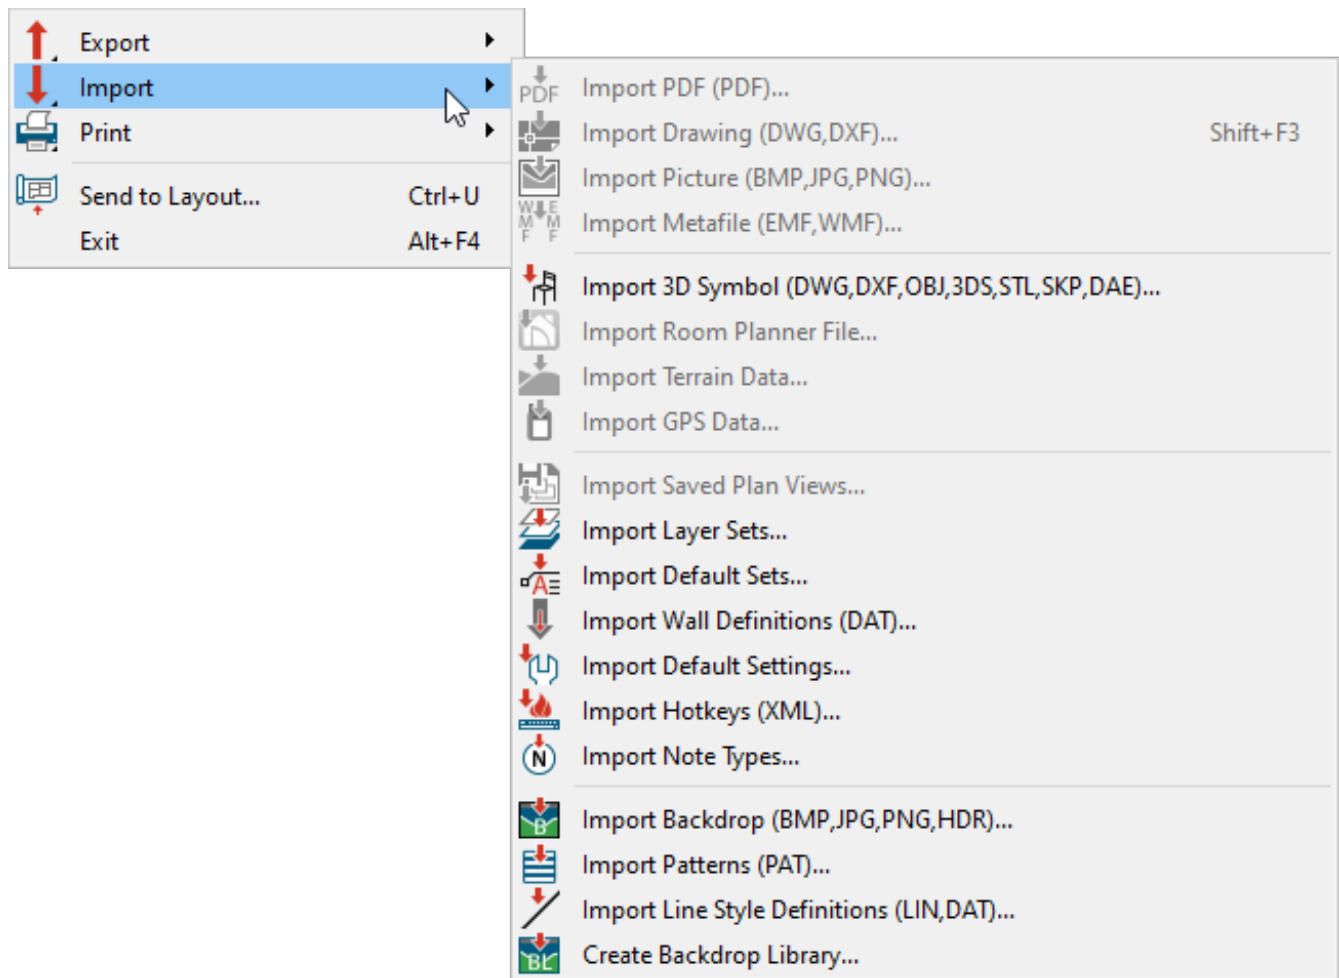 Export
Import
Print
Send to Layout... Ctrl+U
Exit Alt+F4
PDF Import PDF (PDF)...
Import Drawing (DWG,DXF)... Shift+F3
Import Picture (BMP,JPG,PNG)...
W E
M M
F F
Import Metafile (EMF,WMF)...
Import 3D Symbol (DWG,DXF,OBJ,3DS,STL,SKP,DAE)...
Import Room Planner File...
Import Terrain Data...
Import GPS Data...
Import Saved Plan Views...
Import Layer Sets...
A Import Default Sets...
Import Wall Definitions (DAT)...
Import Default Settings...
Import Hotkeys (XML)...
N Import Note Types...
B Import Backdrop (BMP,JPG,PNG,HDR)...
Import Patterns (PAT)...
Import Line Style Definitions (LIN,DAT)...
BL Create Backdrop Library...